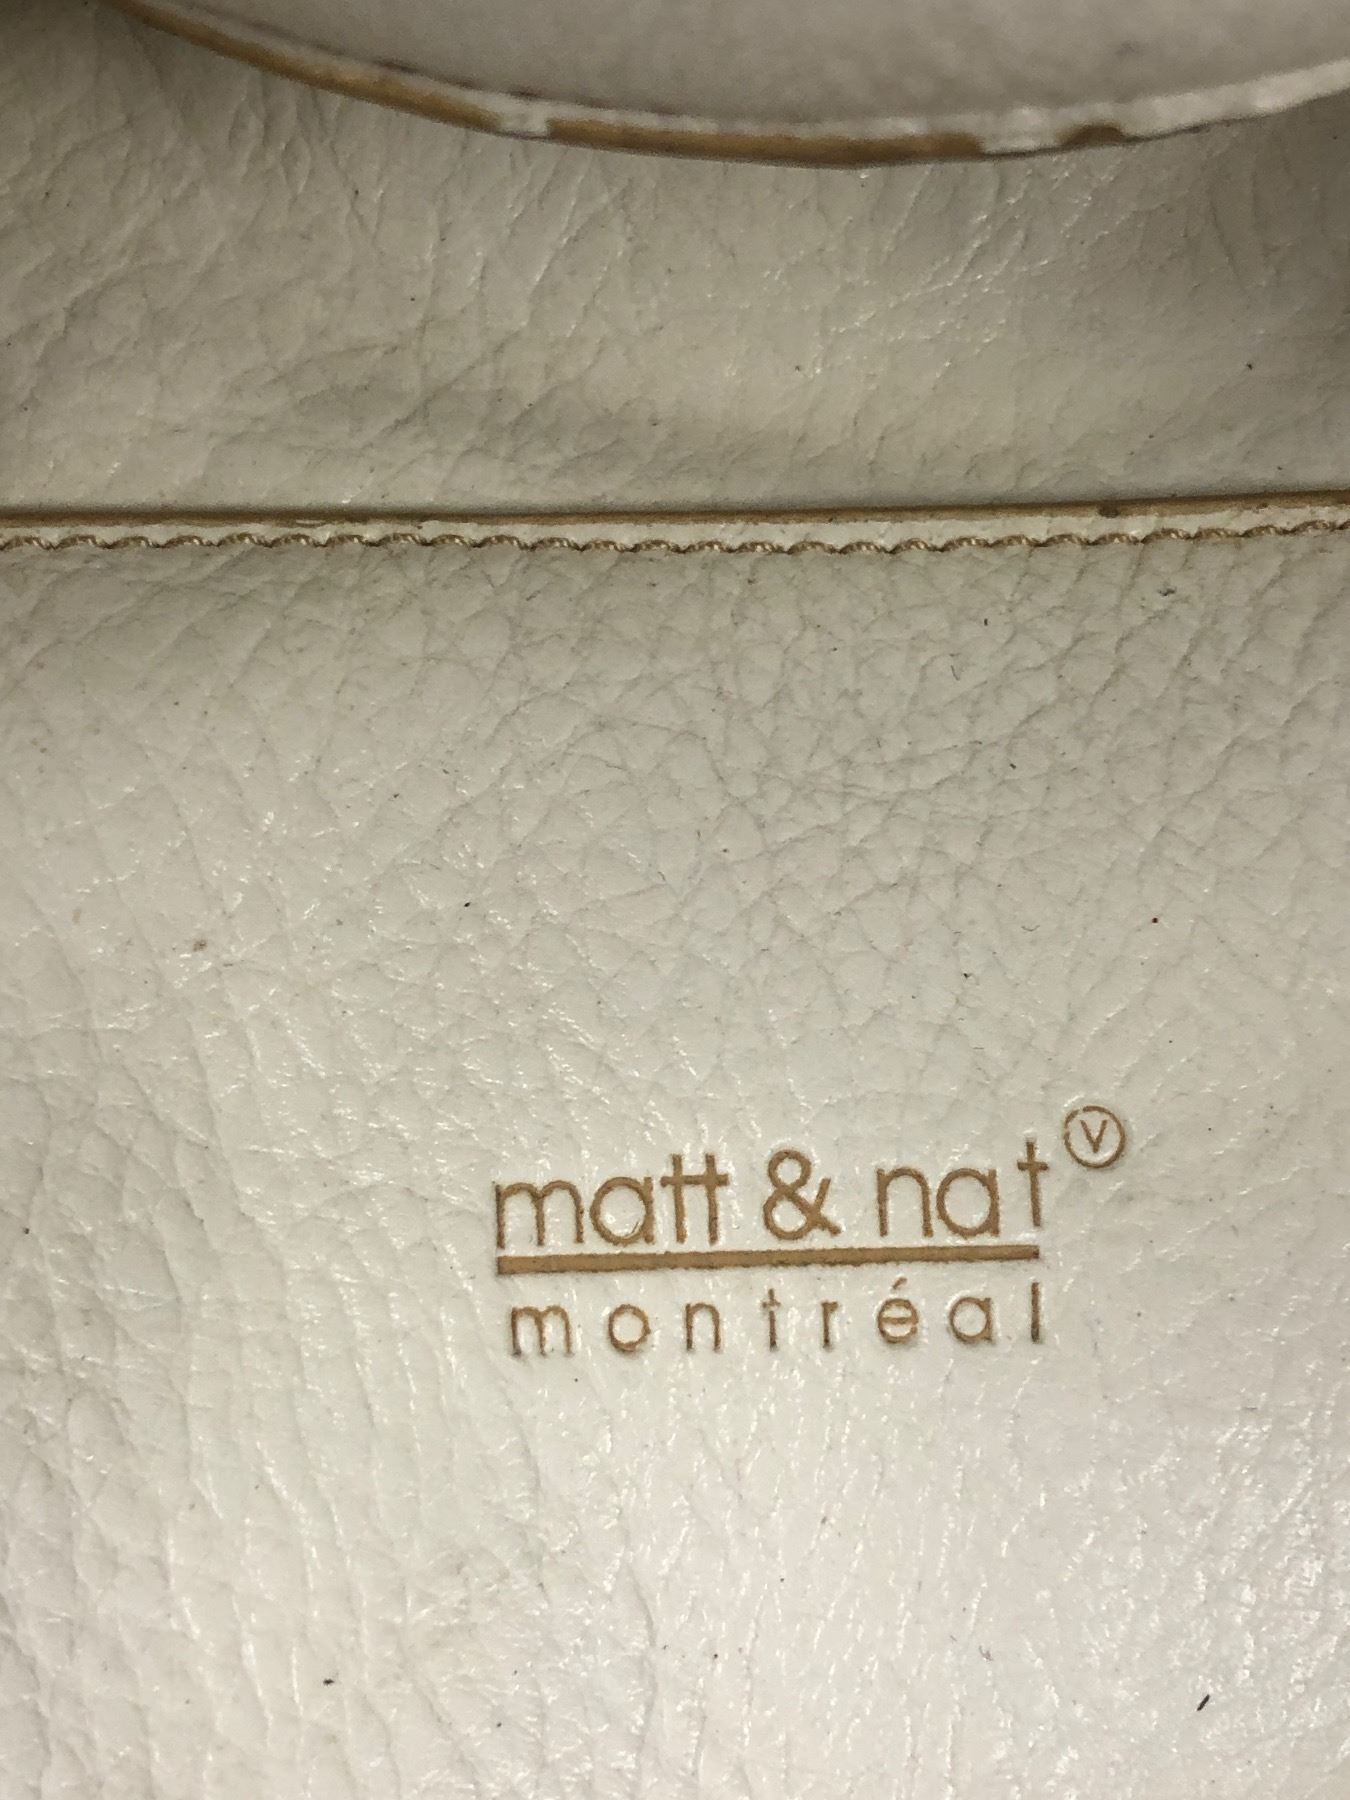 matt & nat ⓥ
montréal